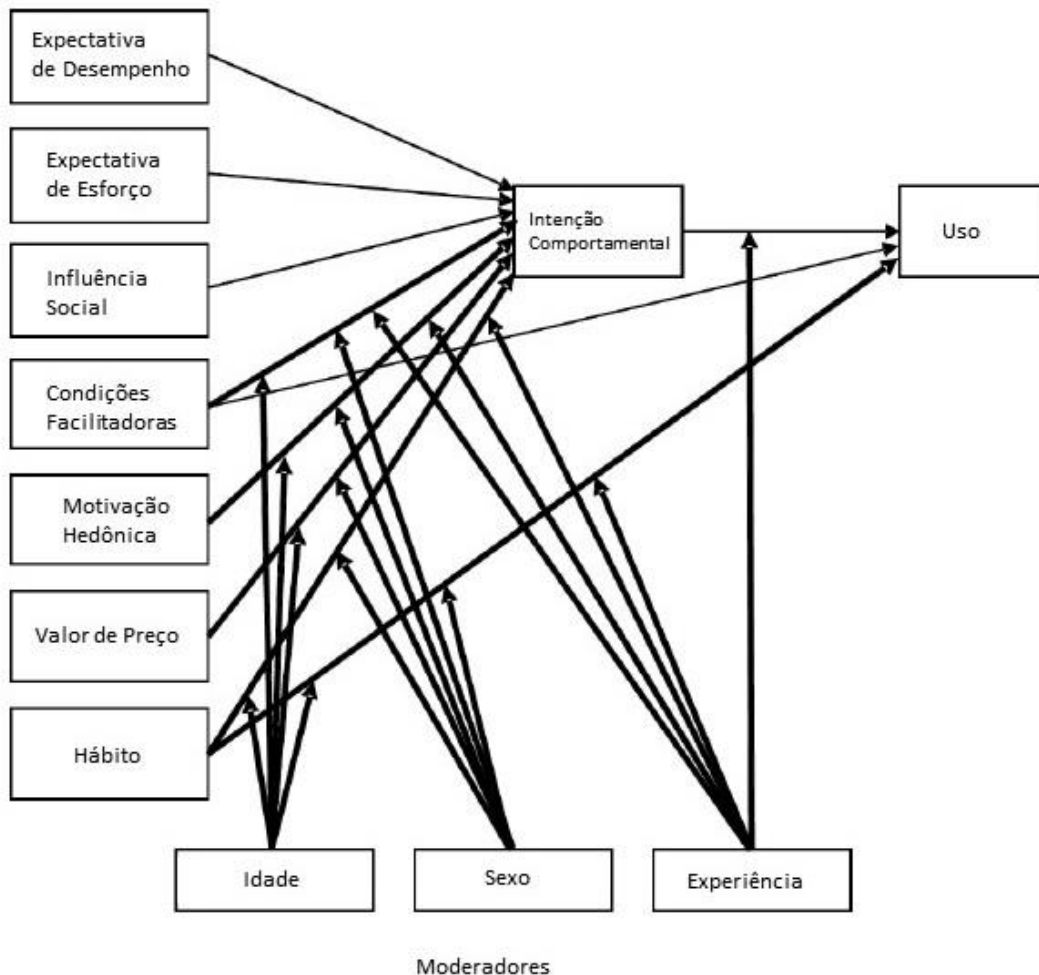 Expectativa
de Desempenho
Expectativa
de Esforço
Influência
Social
Condições
Facilitadoras
Motivação
Hedônica
Valor de Preço
Hábito
Intenção
Comportamental
Uso
Idade
Sexo
Experiência
Moderadores